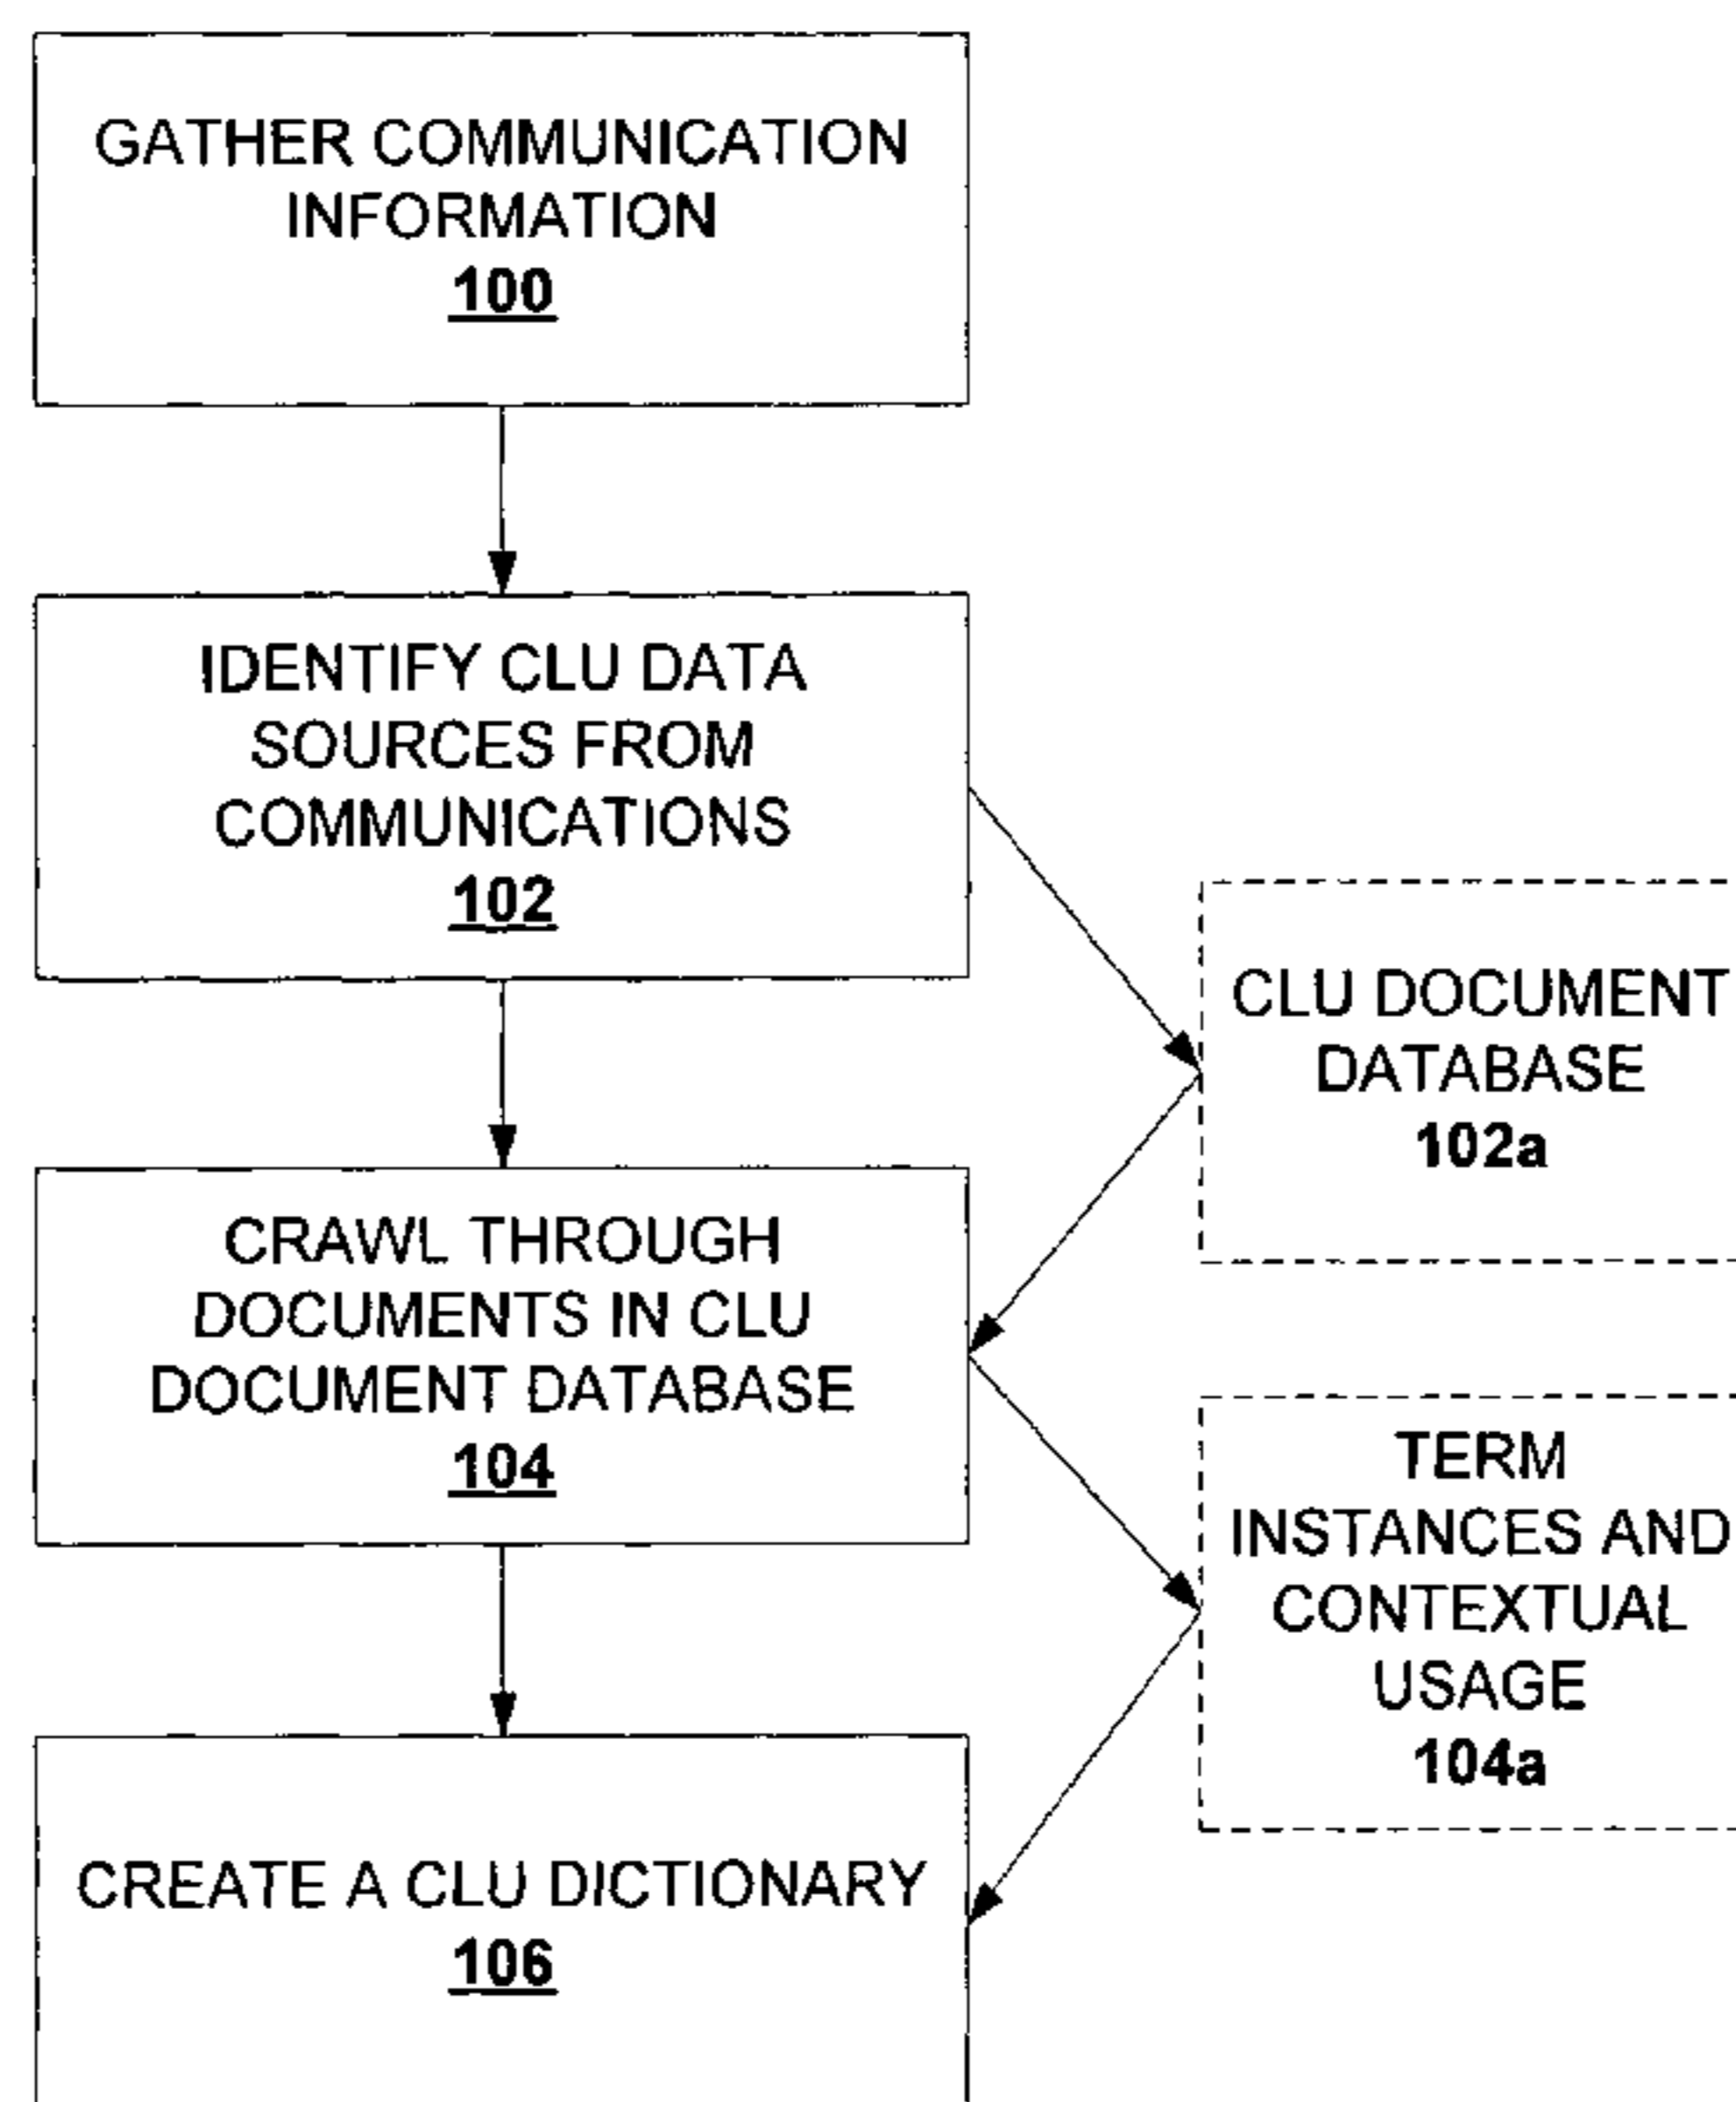 GATHER COMMUNICATION
INFORMATION
100
IDENTIFY CLU DATA
SOURCES FROM
COMMUNICATIONS
102
CLU DOCUMENT
DATABASE
102a
CRAWL THROUGH
DOCUMENTS IN CLU
DOCUMENT DATABASE
104
TERM
INSTANCES AND
CONTEXTUAL
USAGE
104a
CREATE A CLU DICTIONARY
106